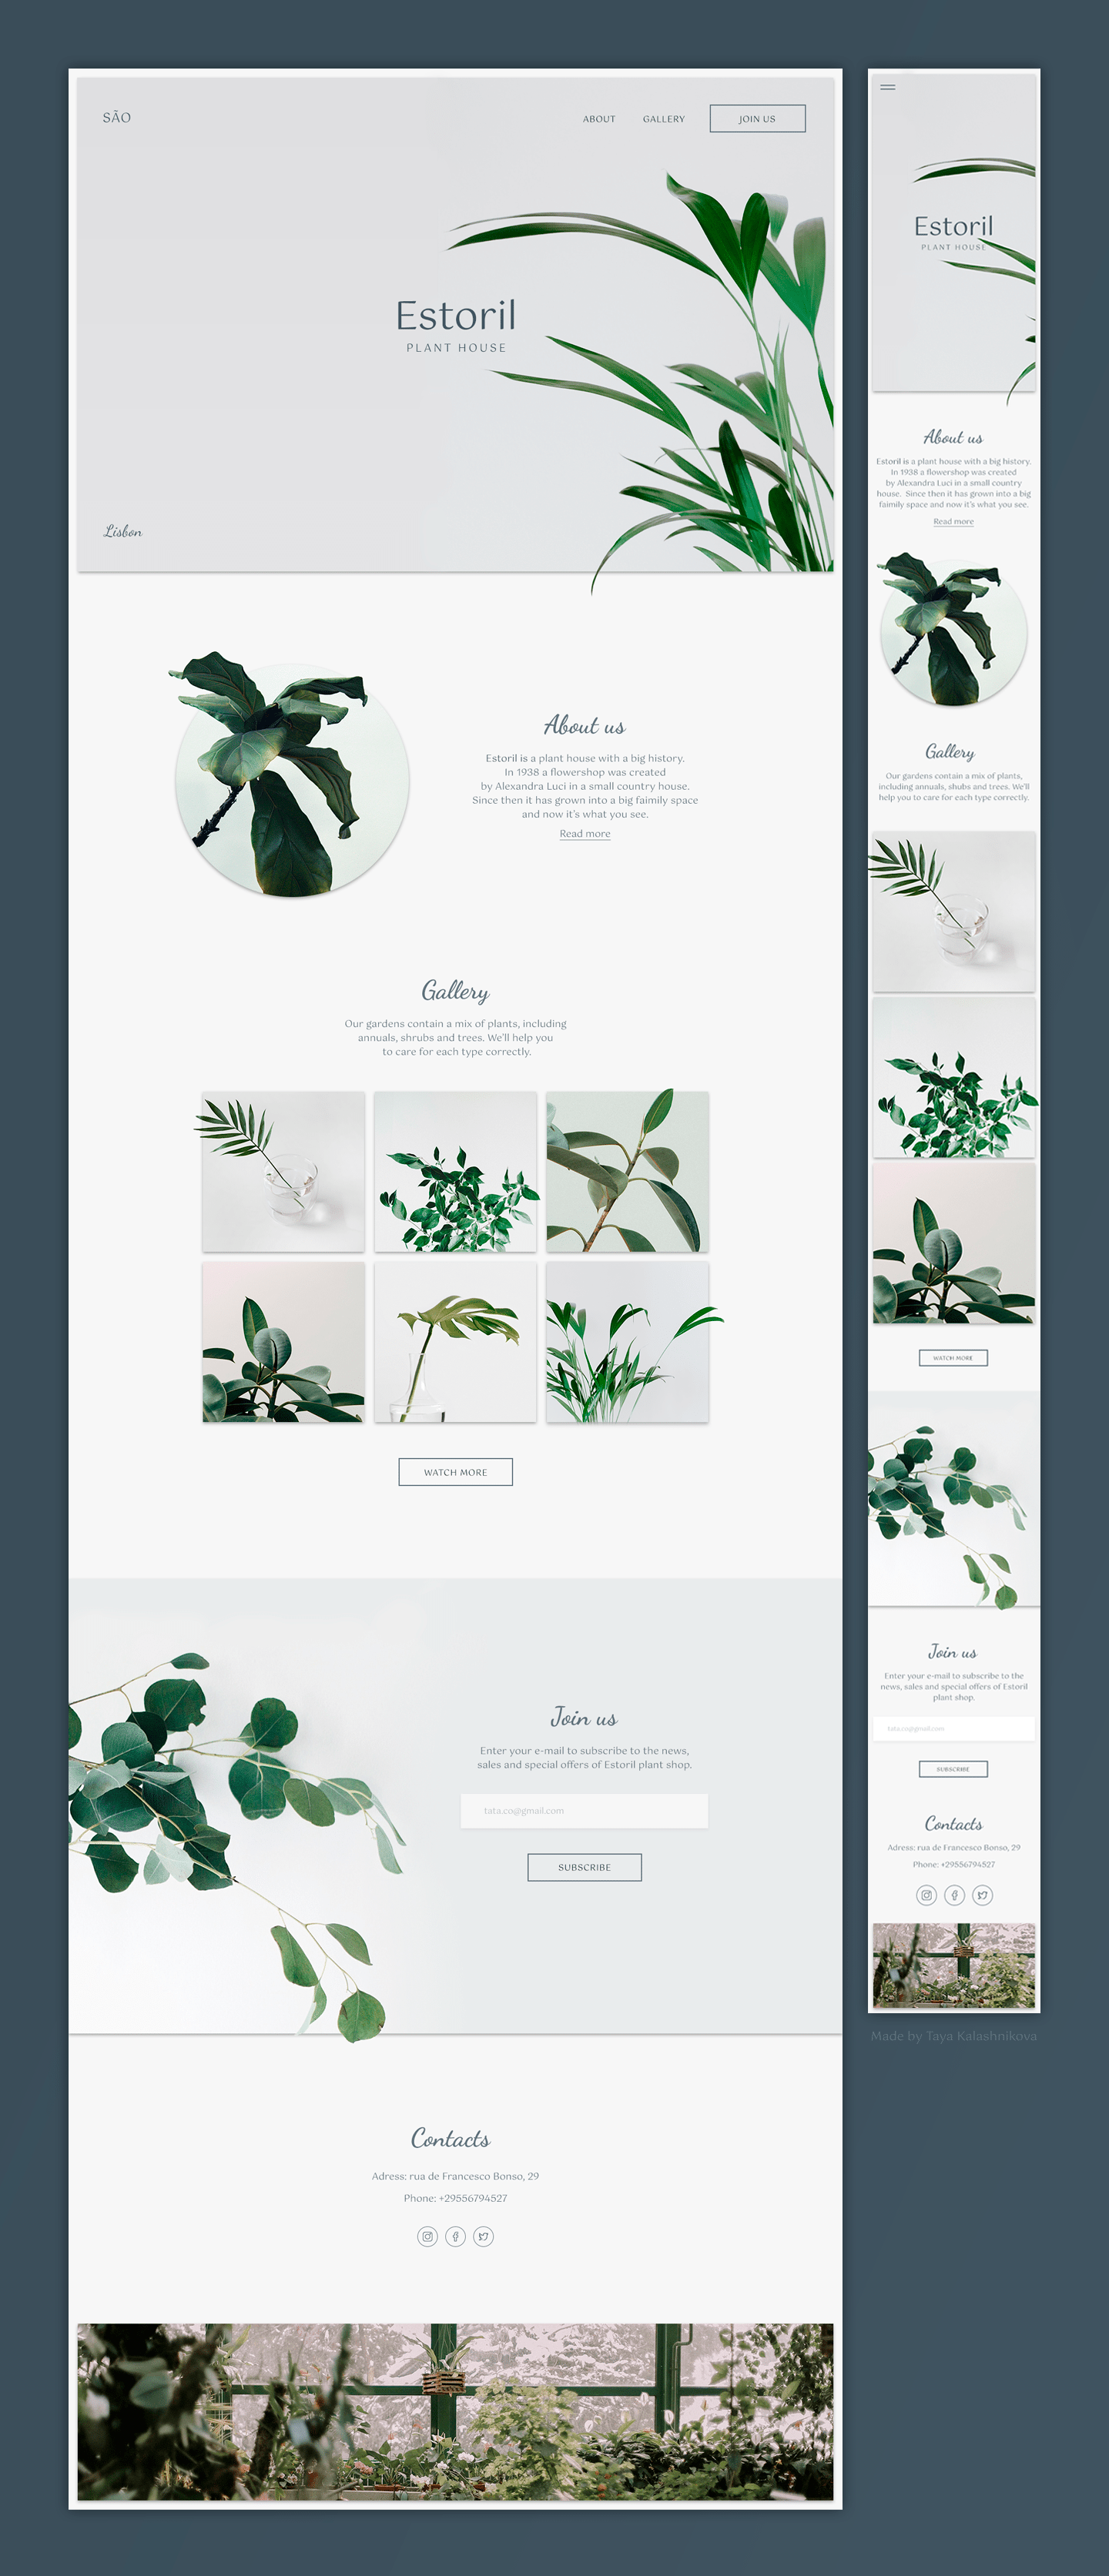 SÃO
ABOUT
GALLERY
JOIN US
Estoril
PLANT HOUSE
Lisbon
About us
Estoril is a plant house with a big history.
In 1938 a flowershop was created
by Alexandra Luci in a small country house.
Since then it has grown into a big faimily space
and now it's what you see.
Read more
Gallery
Our gardens contain a mix of plants, including
annuals, shrubs and trees. We'll help you
to care for each type correctly.
WATCH MORE
Join us
Enter your e-mail to subscribe to the news,
sales and special offers of Estoril plant shop.
tata.co@gmail.com
SUBSCRIBE
Contacts
Adress: rua de Francesco Bonso, 29
Phone: +29556794527
Estoril
PLANT HOUSE
About us
Estoril is a plant house with a big history.
In 1938 a flowershop was created
by Alexandra Luci in a small country
house. Since then it has grown into a big
faimily space and now it's what you see.
Read more
Gallery
Our gardens contain a mix of plants,
including annuals, shubs and trees. We'll
help you to care for each type correctly.
WATCH MORE
Join us
Enter your e-mail to subscribe to the
news, sales and special offers of Estoril
plant shop.
tata.co@gmail.com
SUBSCRIBE
Contacts
Adress: rua de Francesco Bonso, 29
Phone: +29556794527
Made by Taya Kalashnikova